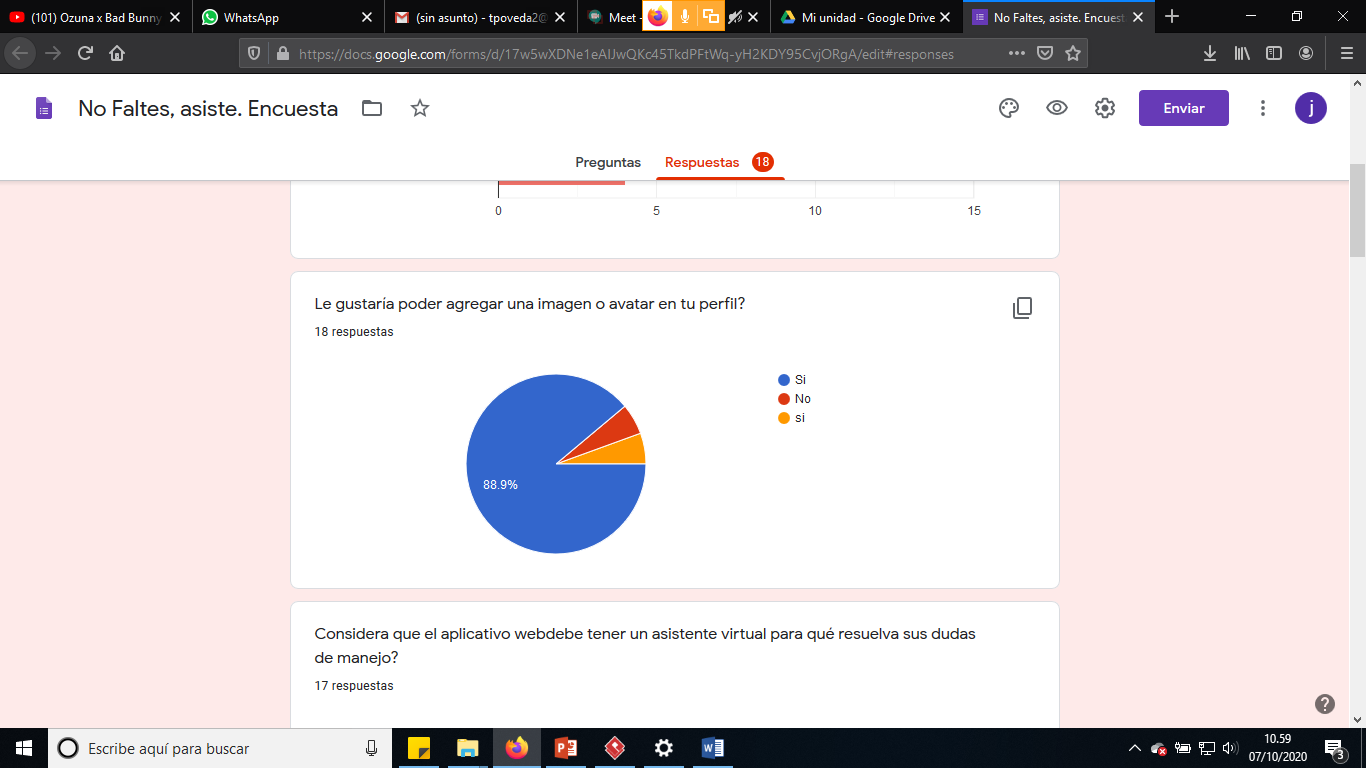 (101) Ozuna x Bad Bunny
WhatsApp
(sin asunto) - tpoveda2@
Meet -
Mi unidad - Google Drive
No Faltes, asiste. Encuest
https://docs.google.com/forms/d/17w5wXDNe1eAIJwQKc45TkdPFtWq-yH2KDY95CvjORgA/edit#responses
No Faltes, asiste. Encuesta
Enviar
j
Preguntas
Respuestas 18
0 5 10 15
Le gustaría poder agregar una imagen o avatar en tu perfil?
18 respuestas
88.9%
Si
No
si
Considera que el aplicativo webdebe tener un asistente virtual para qué resuelva sus dudas
de manejo?
17 respuestas
Escribe aquí para buscar
10.59
07/10/2020
3